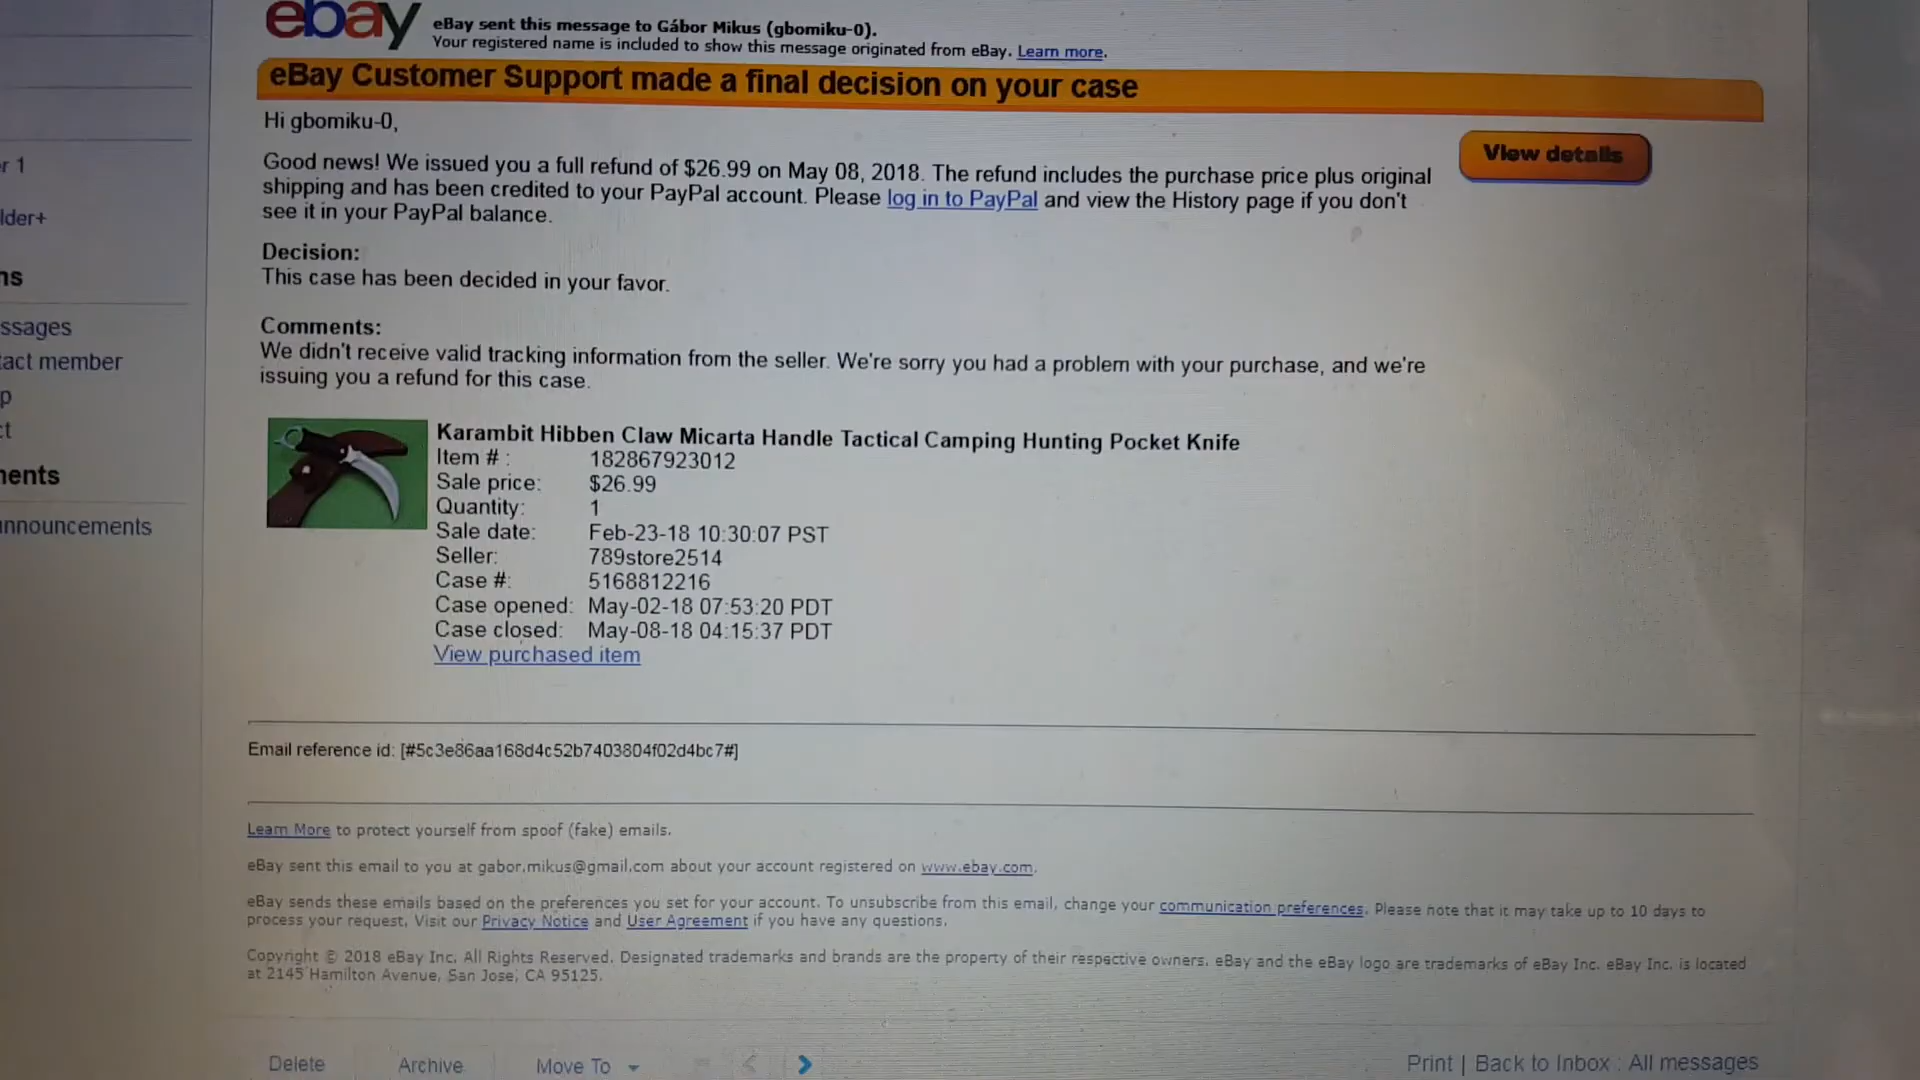 ebay
eBay sent this message to Gábor Mikus (gbomiku-0).
Your registered name is included to show this message originated from eBay. Learn more.
eBay Customer Support made a final decision on your case
Hi gbomiku-0,
View details
Good news! We issued you a full refund of $26.99 on May 08, 2018. The refund includes the purchase price plus original
shipping and has been credited to your PayPal account. Please log in to PayPal and view the History page if you don't
see it in your PayPal balance.
Decision:
This case has been decided in your favor.
Comments:
We didn't receive valid tracking information from the seller. We're sorry you had a problem with your purchase, and we're
issuing you a refund for this case.
Karambit Hibben Claw Micarta Handle Tactical Camping Hunting Pocket Knife
Item # : 182867923012
Sale price: $26.99
Quantity: 1
Sale date: Feb-23-18 10:30:07 PST
Seller: 789store2514
Case #: 5168812216
Case opened: May-02-18 07:53:20 PDT
Case closed: May-08-18 04:15:37 PDT
View purchased item
Email reference id: [#5c3e86aa168d4c52b7403804f02d4bc7#]
Learn More to protect yourself from spoof (fake) emails.
eBay sent this email to you at gabor.mikus@gmail.com about your account registered on www.ebay.com.
eBay sends these emails based on the preferences you set for your account. To unsubscribe from this email, change your communication preferences. Please note that it may take up to 10 days to
process your request. Visit our Privacy Notice and User Agreement if you have any questions.
Copyright © 2018 eBay Inc. All Rights Reserved. Designated trademarks and brands are the property of their respective owners. eBay and the eBay logo are trademarks of eBay Inc. eBay Inc. is located
at 2145 Hamilton Avenue, San Jose, CA 95125.
r 1
lder+
ns
ssages
tact member
p
ct
nents
nnouncements
Delete Archive Move To
Print | Back to Inbox : All messages